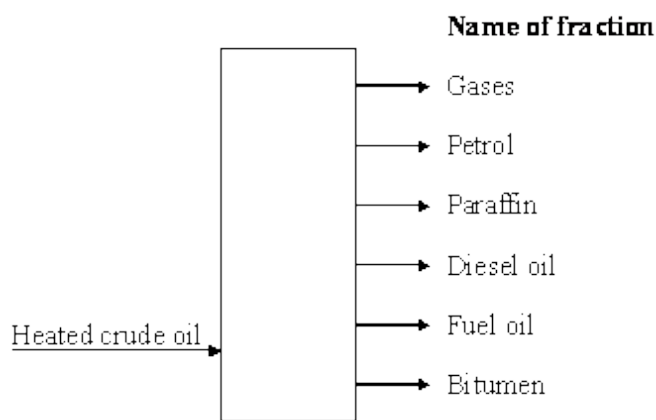 Name of fraction
Gases
Petrol
Paraffin
Diesel oil
Heated crude oil
Fuel oil
Bitumen